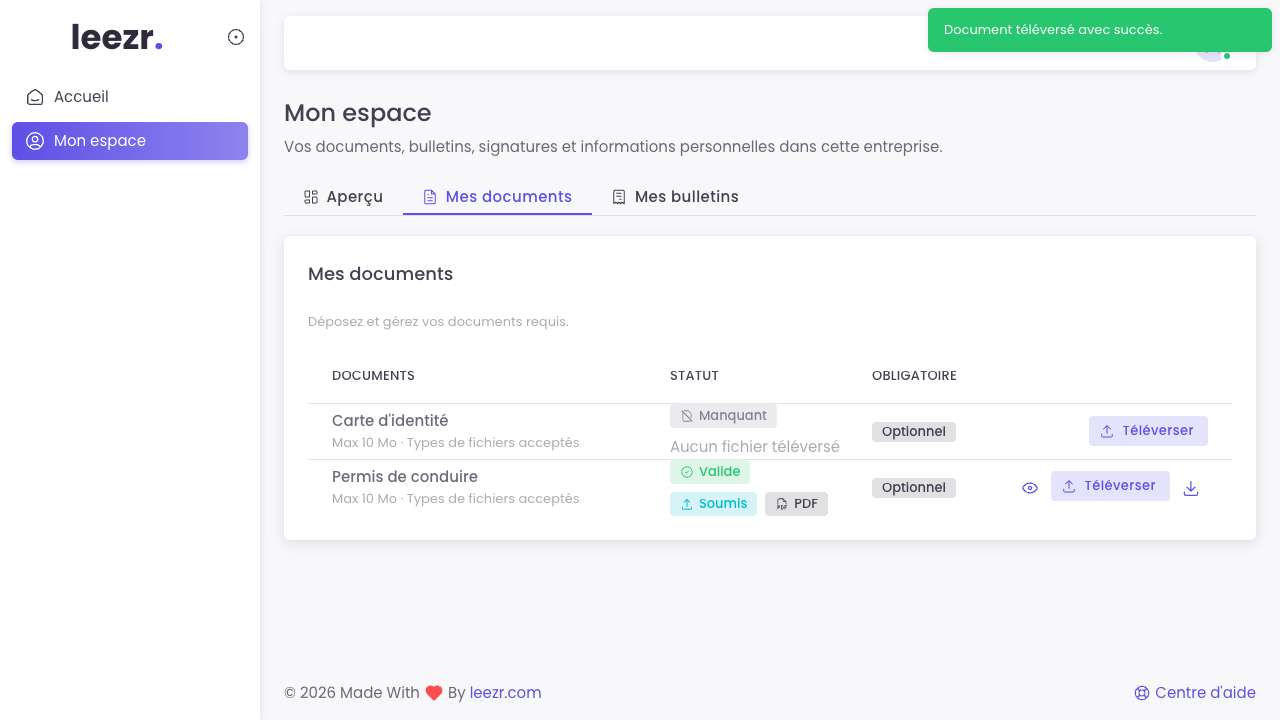 leezr.
Accueil
Mon espace
Document téléversé avec succès.
Mon espace
Vos documents, bulletins, signatures et informations personnelles dans cette entreprise.
Aperçu
Mes documents
Mes bulletins
Mes documents
Déposez et gérez vos documents requis.
DOCUMENTS
STATUT
OBLIGATOIRE
Carte d'identité
Max 10 Mo · Types de fichiers acceptés
Manquant
Aucun fichier téléversé
Optionnel
Téléverser
Permis de conduire
Max 10 Mo · Types de fichiers acceptés
Valide
Soumis
PDF
Optionnel
Téléverser
© 2026 Made With ❤ By leezr.com
Centre d'aide